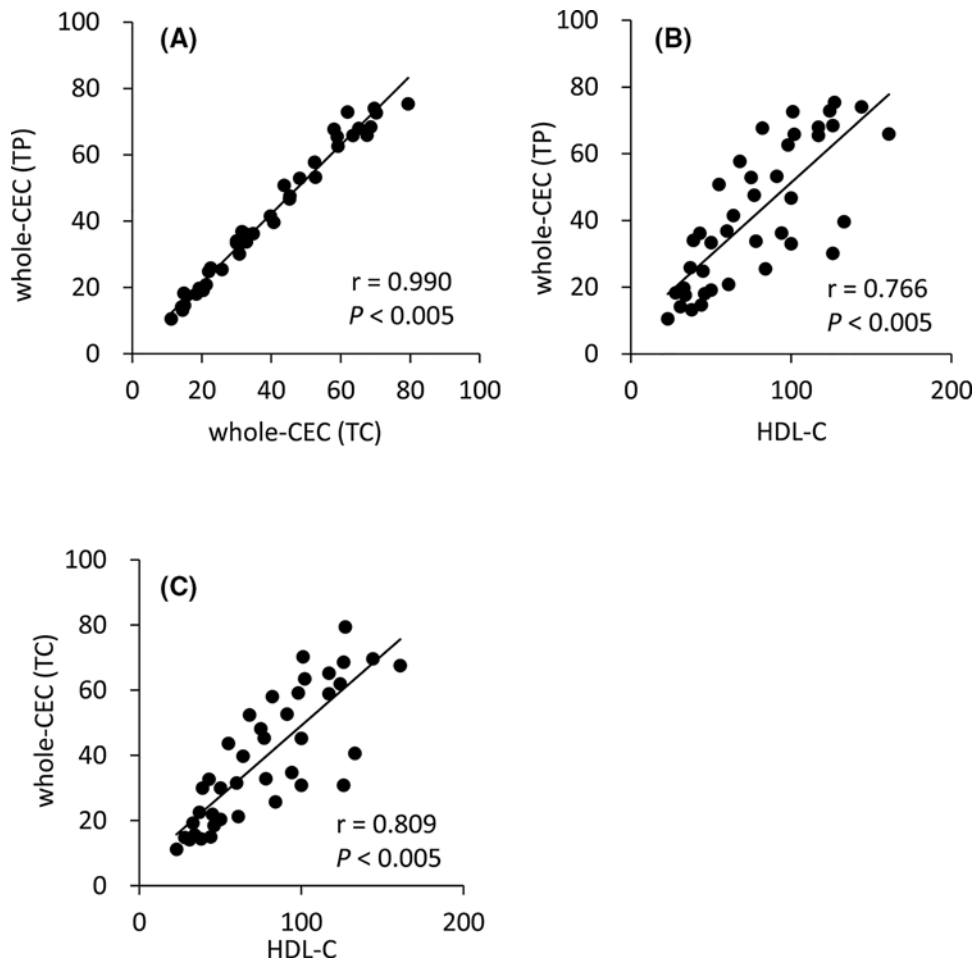 (A)
whole-CEC (TP)
100
80
60
40
20
0
r = 0.990
P < 0.005
0 20 40 60 80 100
whole-CEC (TC)
(B)
whole-CEC (TP)
100
80
60
40
20
0
r = 0.766
P < 0.005
0 100 200
HDL-C
(C)
whole-CEC (TC)
100
80
60
40
20
0
r = 0.809
P < 0.005
0 100 200
HDL-C